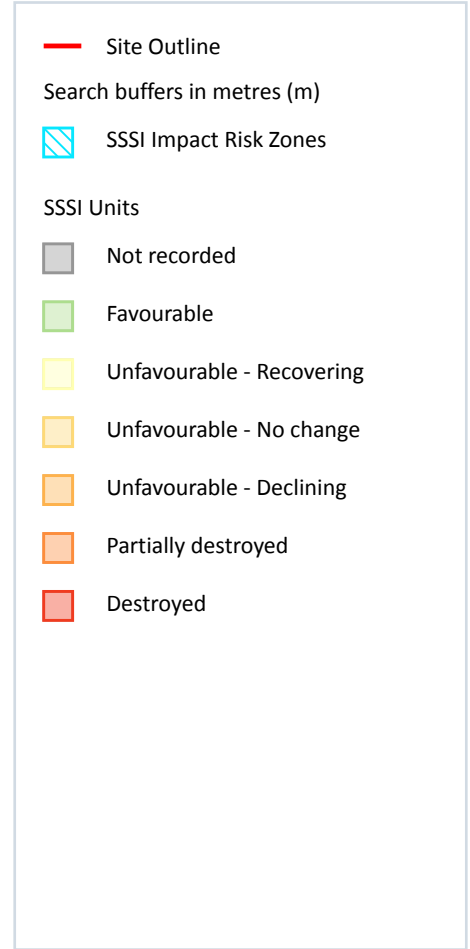 Site Outline
Search buffers in metres (m)
SSSI Impact Risk Zones
SSSI Units
Not recorded
Favourable
Unfavourable - Recovering
Unfavourable - No change
Unfavourable - Declining
Partially destroyed
Destroyed